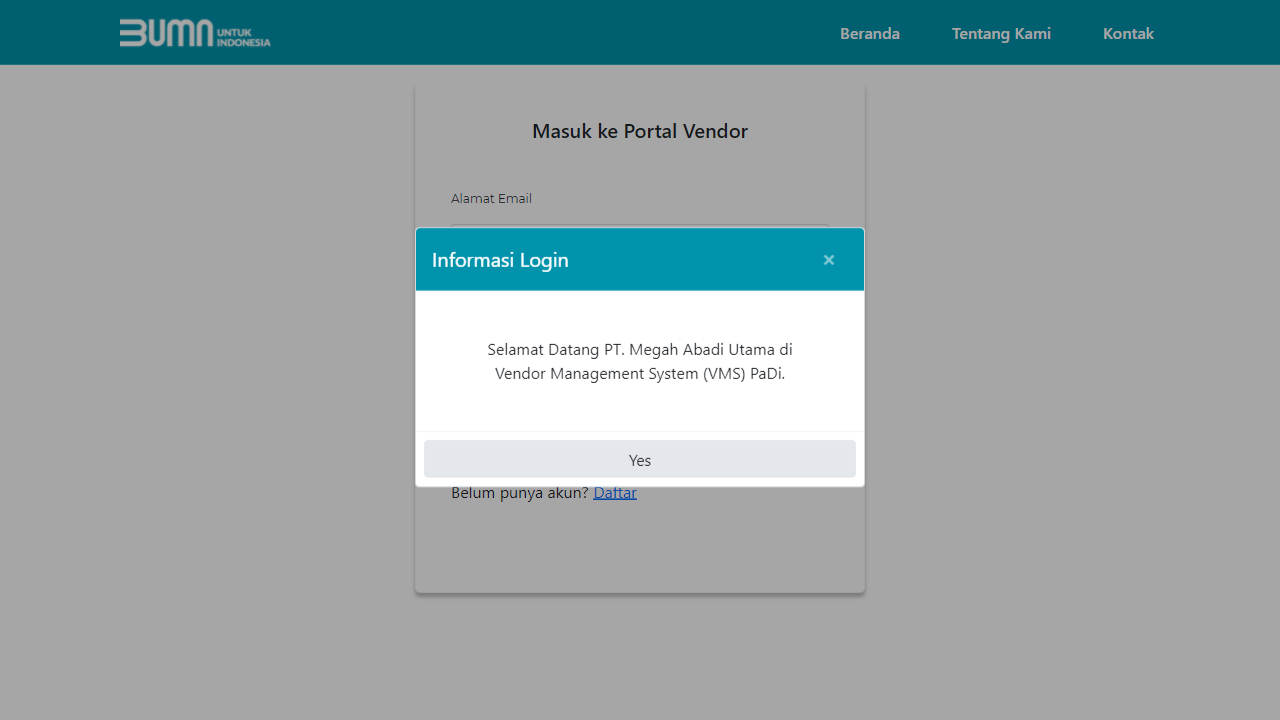 BUMN UNTUK INDONESIA
Beranda
Tentang Kami
Kontak
Masuk ke Portal Vendor
Alamat Email
Informasi Login
×
Selamat Datang PT. Megah Abadi Utama di
Vendor Management System (VMS) PaDi.
Yes
Belum punya akun? Daftar